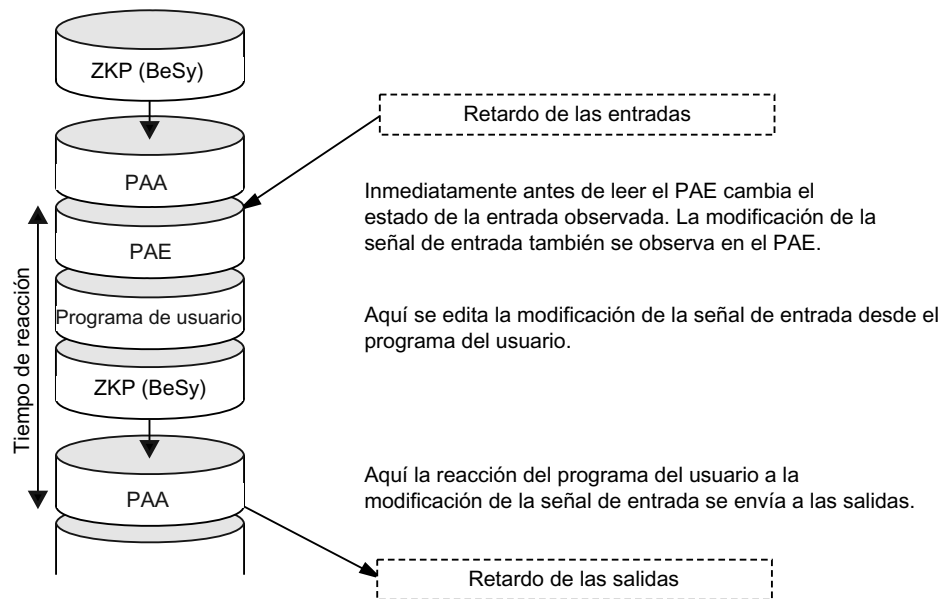 ZKP (BeSy)
Retardo de las entradas
PAA
Inmediatamente antes de leer el PAE cambia el
estado de la entrada observada. La modificación de la
señal de entrada también se observa en el PAE.
PAE
Tiempo de reacción
Programa de usuario
Aquí se edita la modificación de la señal de entrada desde el
programa del usuario.
ZKP (BeSy)
Aquí la reacción del programa del usuario a la
modificación de la señal de entrada se envía a las salidas.
PAA
Retardo de las salidas